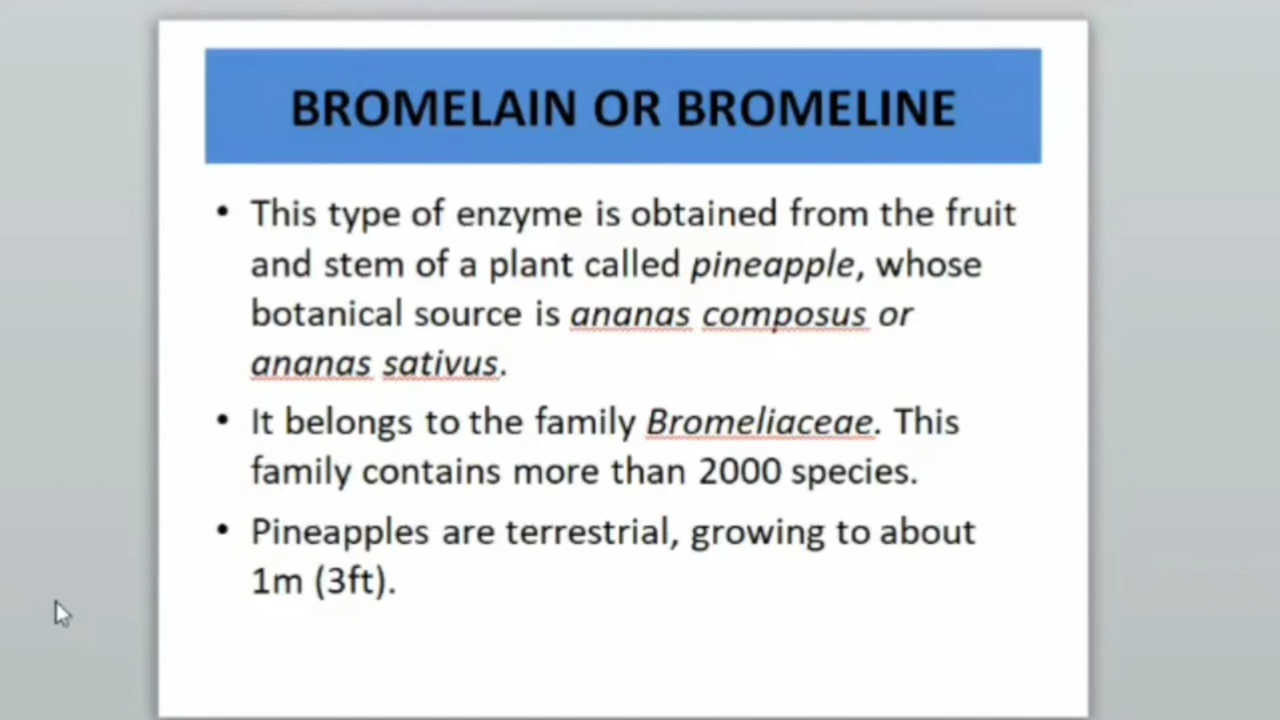 BROMELAIN OR BROMELINE
• This type of enzyme is obtained from the fruit
and stem of a plant called pineapple, whose
botanical source is ananas composus or
ananas sativus.
• It belongs to the family Bromeliaceae. This
family contains more than 2000 species.
• Pineapples are terrestrial, growing to about
1m (3ft).